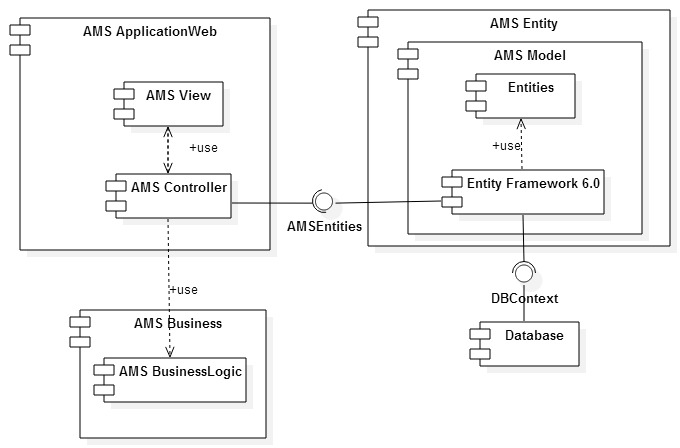 AMS ApplicationWeb
AMS View
+use
AMS Controller
AMS Entity
AMS Model
Entities
+use
Entity Framework 6.0
AMSEntities
DBContext
Database
+use
AMS Business
AMS BusinessLogic